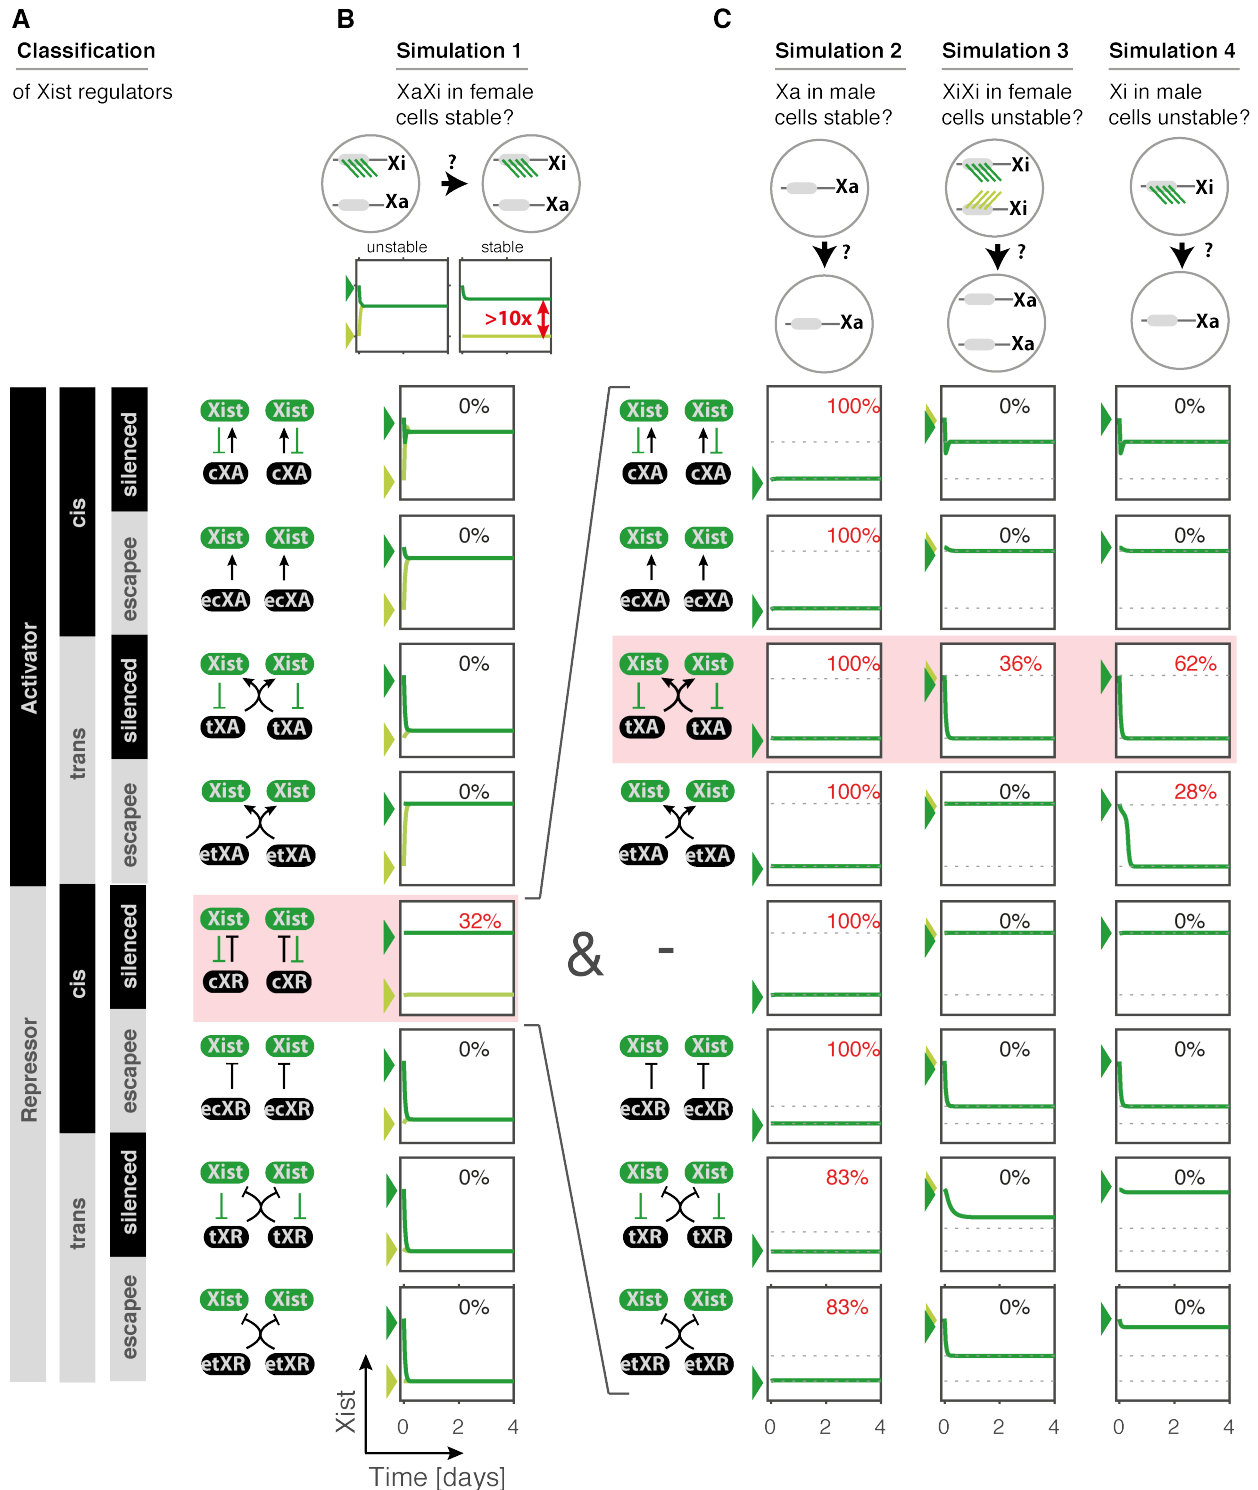 A
B
C
Classification
Simulation 1
Simulation 2
Simulation 3
Simulation 4
of Xist regulators
XaXi in female
cells stable?
Xa in male
cells stable?
XiXi in female
cells unstable?
Xi in male
cells unstable?
Xi
Xa
?
Xi
Xa
unstable
stable
>10x
Xa
?
Xa
Xi
Xi
?
Xa
Xa
Xi
?
Xa
Activator
Repressor
cis
trans
cis
trans
silenced
escapee
silenced
escapee
silenced
escapee
silenced
escapee
Xist Xist
cXA cXA
0%
Xist Xist
cXA cXA
100%
0%
0%
Xist Xist
ecXA ecXA
0%
Xist Xist
ecXA ecXA
100%
0%
0%
Xist Xist
tXA tXA
0%
Xist Xist
tXA tXA
100%
36%
62%
Xist Xist
etXA etXA
0%
Xist Xist
etXA etXA
100%
0%
28%
Xist Xist
cXR cXR
32%
& -
100%
0%
0%
Xist Xist
ecXR ecXR
0%
Xist Xist
ecXR ecXR
100%
0%
0%
Xist Xist
tXR tXR
0%
Xist Xist
tXR tXR
83%
0%
0%
Xist Xist
etXR etXR
0%
Xist Xist
etXR etXR
83%
0%
0%
Xist
0 2 4
Time [days]
0 2 4
0 2 4
0 2 4